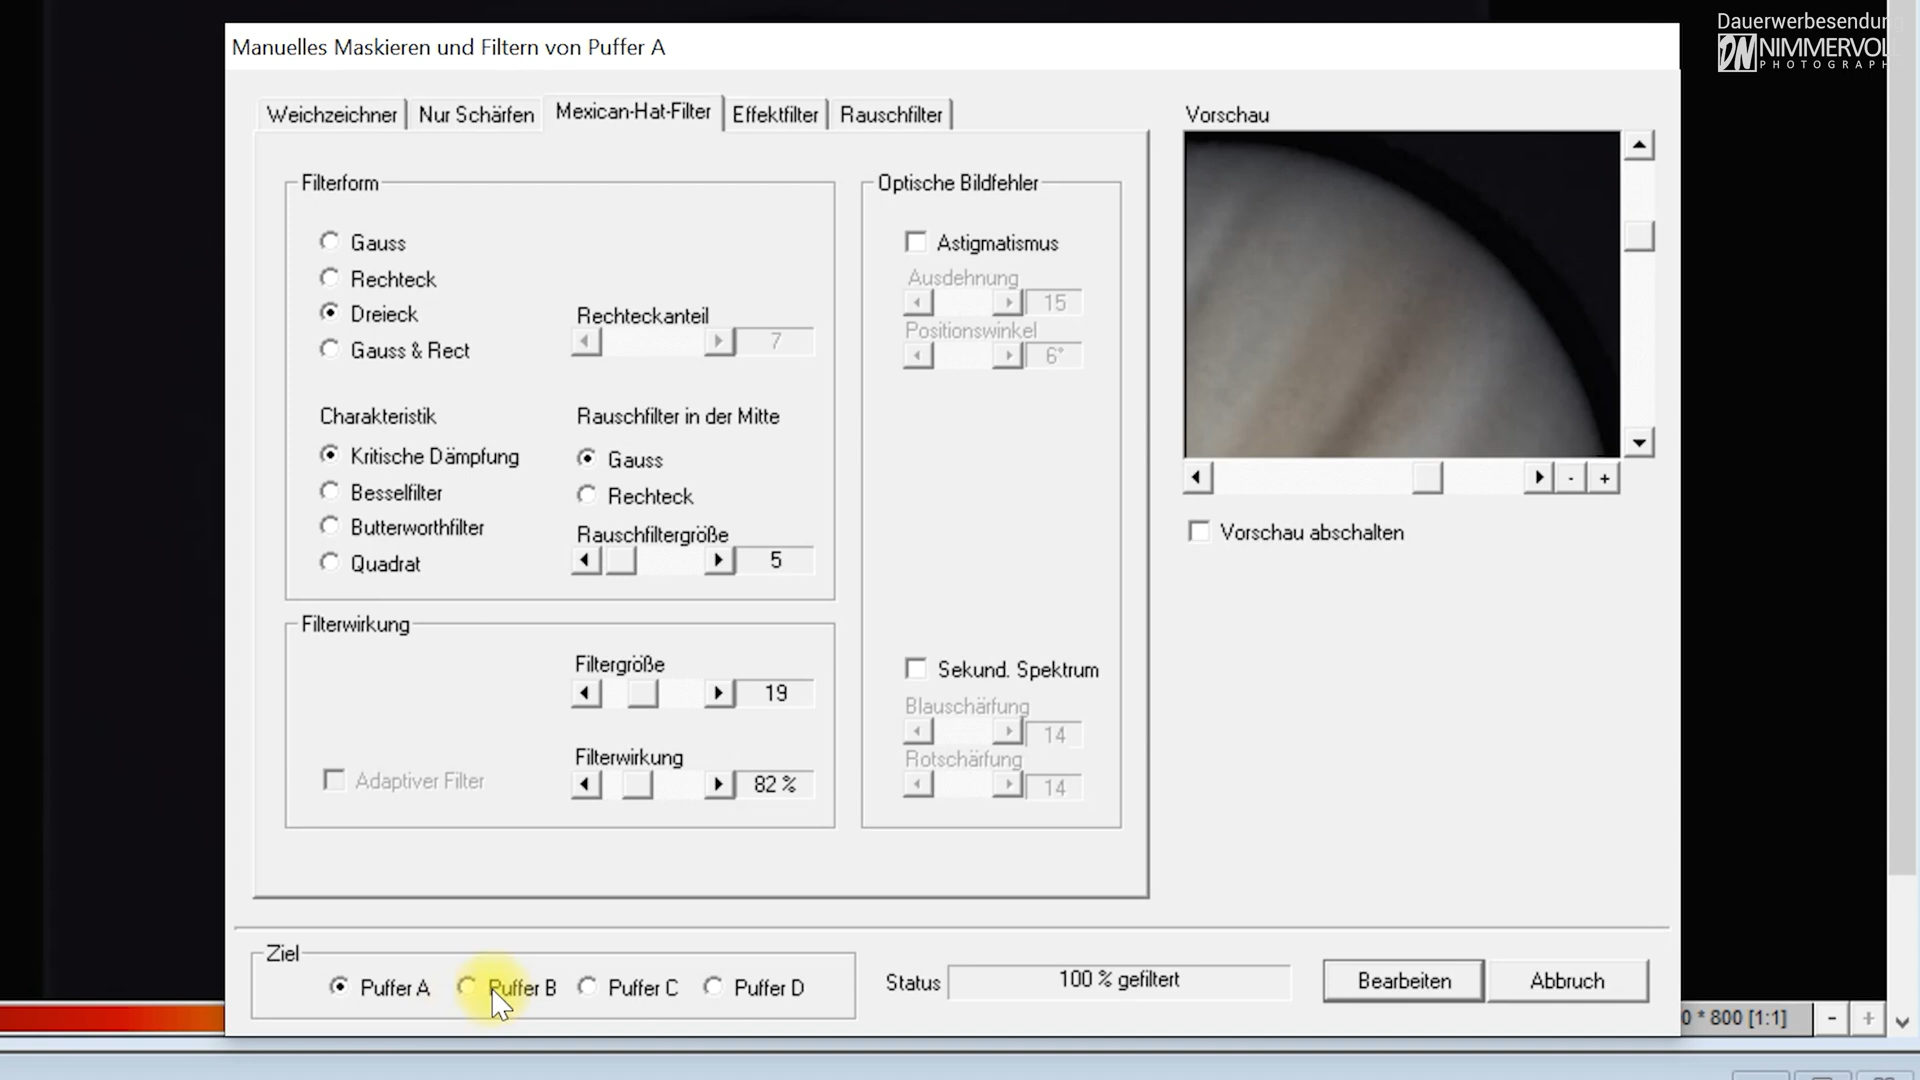 Dauerwerbesendung
DN NIMMERVOLL
PHOTOGRAPH
Manuelles Maskieren und Filtern von Puffer A
Weichzeichner
Nur Schärfen
Mexican-Hat-Filter
Effektfilter
Rauschfilter
Filterform
Gauss
Rechteck
Dreieck
Gauss & Rect
Rechteckanteil
7
Charakteristik
Kritische Dämpfung
Besselfilter
Butterworthfilter
Quadrat
Rauschfilter in der Mitte
Gauss
Rechteck
Rauschfiltergröße
5
Filterwirkung
Filtergröße
19
Adaptiver Filter
Filterwirkung
82 %
Optische Bildfehler
Astigmatismus
Ausdehnung
15
Positionswinkel
6°
Sekund. Spektrum
Blauschärfung
14
Rotschärfung
14
Vorschau
- +
Vorschau abschalten
Ziel
Puffer A
Puffer B
Puffer C
Puffer D
Status
100 % gefiltert
Bearbeiten
Abbruch
0 * 800 [1:1]
- +